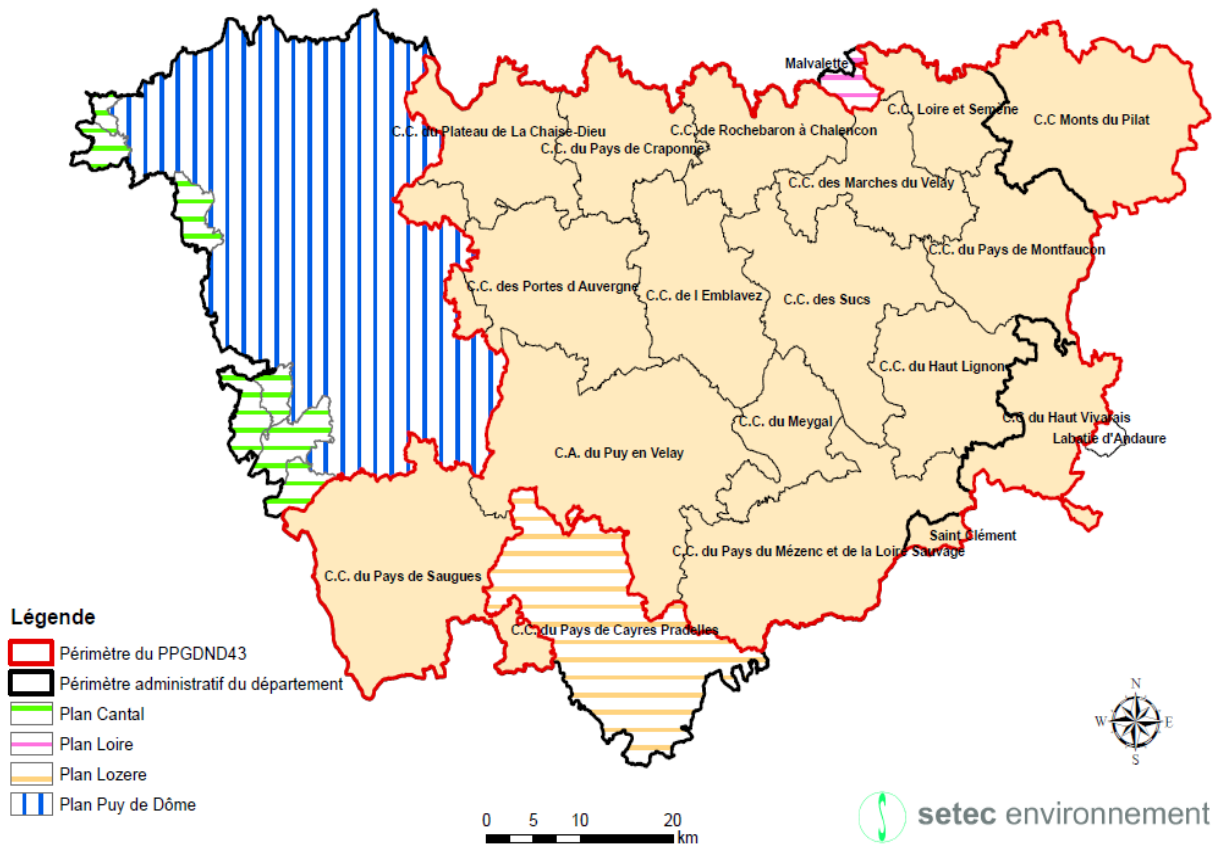 Malvalette
C.C. Loire et Semène
C.C Monts du Pilat
C.C. du Plateau de La Chaise-Dieu
C.C. de Rochebaron à Chalencon
C.C. du Pays de Craponne
C.C. des Marches du Velay
C.C. du Pays de Montfaucon
C.C. des Portes d Auvergne
C.C. de l Emblavez
C.C. des Sucs
C.C. du Haut Lignon
C.C du Haut Vivarais
C.C. du Meygal
Labatie d'Andaure
C.A. du Puy en Velay
Saint Clément
C.C. du Pays du Mézenc et de la Loire Sauvage
C.C. du Pays de Saugues
C.C. du Pays de Cayres Pradelles
Légende
Périmètre du PPGDND43
Périmètre administratif du département
Plan Cantal
Plan Loire
Plan Lozere
Plan Puy de Dôme
N
W E
S
0 5 10 20
km
setec environnement